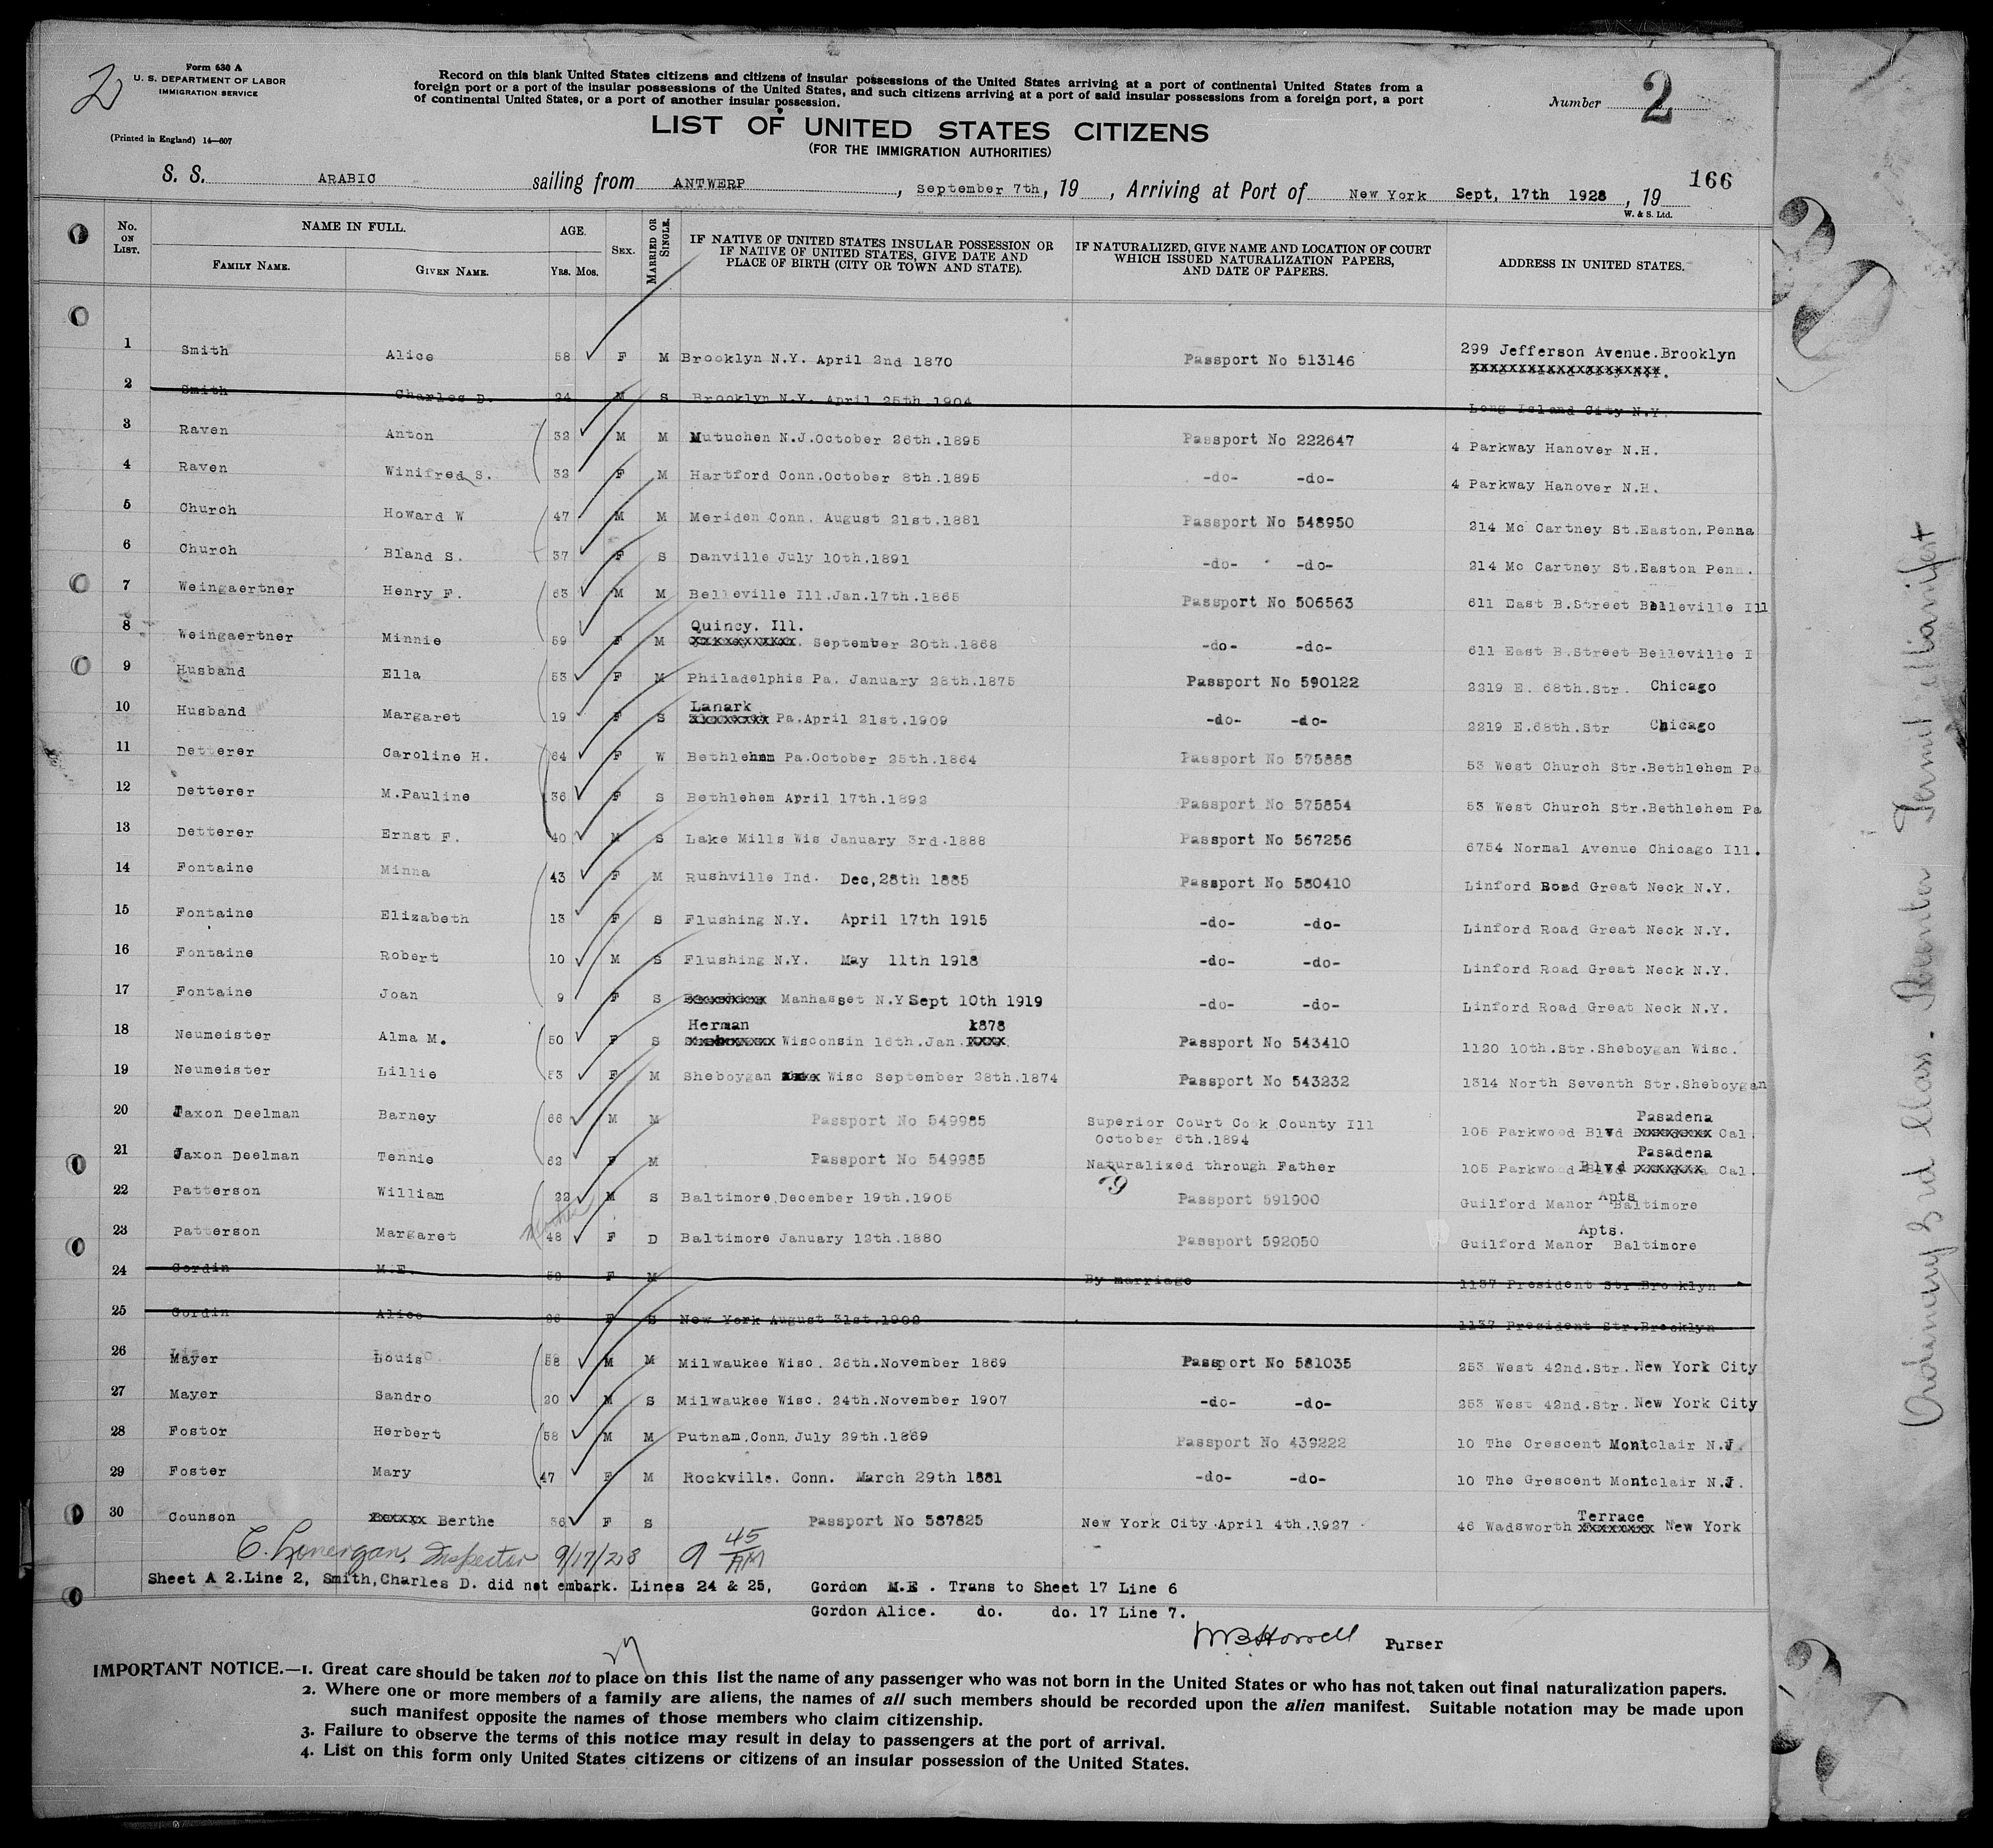 2
Form 630 A
U. S. DEPARTMENT OF LABOR
IMMIGRATION SERVICE
(Printed in England) 14—607
Record on this blank United States citizens and citizens of insular possessions of the United States arriving at a port of continental United States from a
foreign port or a port of the insular possessions of the United States, and such citizens arriving at a port of said insular possessions from a foreign port, a port
of continental United States, or a port of another insular possession.
Number 2
LIST OF UNITED STATES CITIZENS
(FOR THE IMMIGRATION AUTHORITIES)
S. S. ARABIC sailing from ANTWERP, September 7th, 19 , Arriving at Port of New York Sept, 17th 1928, 19
166
W. & S. Ltd.
No. ON LIST. NAME IN FULL. AGE. SEX. MARRIED OR SINGLE. IF NATIVE OF UNITED STATES INSULAR POSSESSION OR IF NATIVE OF UNITED STATES, GIVE DATE AND PLACE OF BIRTH (CITY OR TOWN AND STATE). IF NATURALIZED, GIVE NAME AND LOCATION OF COURT WHICH ISSUED NATURALIZATION PAPERS, AND DATE OF PAPERS. ADDRESS IN UNITED STATES.
FAMILY NAME. GIVEN NAME. Yrs. Mos.
1 Smith Alice 58 F M Brooklyn N.Y. April 2nd 1870 Passport No 513146 299 Jefferson Avenue.Brooklyn
2 Smith Charles D. 24 M S Brooklyn N.Y. April 25th.1904 Long Island City N.Y.
3 Raven Anton 32 M M Mutuchen N.J.October 26th.1895 Passport No 222647 4 Parkway Hanover N.H.
4 Raven Winifred S. 32 F M Hartford Conn.October 8th.1895 -do- -do- 4 Parkway Hanover N.H.
5 Church Howard W 47 M M Meriden Conn. August 21st.1881 Passport No 548950 214 Mc Cartney St.Easton.Penna
6 Church Bland S. 37 F S Danville July 10th.1891 -do- -do- 214 Mc Cartney St.Easton Penn.
7 Weingaertner Henry F. 63 M M Belleville Ill.Jan.17th.1865 Passport No 506563 611 East B.Street Belleville Ill
8 Weingaertner Minnie 59 F M Quincy. Ill. xxxxxxxxxxx. September 20th.1868 -do- -do- 611 East B.Street Belleville I
9 Husband Ella 53 F M Philadelphis Pa. January 28th.1875 Passport No 590122 2219 E. 68th.Str. Chicago
10 Husband Margaret 19 F S Lanark xxxxxxxx Pa.April 21st.1909 -do- -do- 2219 E.68th.Str Chicago
11 Detterer Caroline H. 64 F W Bethlehem Pa.October 25th.1864 Passport No 575888 53 West Church Str.Bethlehem Pa
12 Detterer M.Pauline 36 F S Bethlehem April 17th.1892 Passport No 575854 53 West Church Str.Bethlehem Pa
13 Detterer Ernst F. 40 M S Lake Mills Wis January 3rd.1888 Passport No 567256 6754 Normal Avenue Chicago Ill.
14 Fontaine Minna 43 F M Rushville Ind. Dec,28th 1885 Passport No 580410 Linford Road Great Neck N.Y.
15 Fontaine Elizabeth 13 F S Flushing N.Y. April 17th 1915 -do- -do- Linford Road Great Neck N.Y.
16 Fontaine Robert 10 M S Flushing N.Y. May 11th 1918 -do- -do- Linford Road Great Neck N.Y.
17 Fontaine Joan 9 F S xxxxxxxx Manhasset N.Y Sept 10th 1919 -do- -do- Linford Road Great Neck N.Y.
18 Neumeister Alma M. 50 F S Herman xxxxxxxxx Wisconsin 16th.Jan. 1878 xxxx Passport No 543410 1120 10th.Str.Sheboygan Wisc.
19 Neumeister Lillie 53 F M Sheboygan xxxx Wisc September 28th.1874 Passport No 543232 1314 North Seventh Str.Sheboygan
20 Jaxon Deelman Barney 66 M M Passport No 549985 Superior Court Cook County Ill October 6th.1894 105 Parkwood Blvd Pasadena xxxxxxxx Cal.
21 Jaxon Deelman Tennie 62 F M Passport No 549985 Naturalized through Father 105 Parkwood Blvd Pasadena xxxxxxx Cal.
22 Patterson William 22 M S Baltimore,December 19th.1905 Passport 591900 Guilford Manor Apts Baltimore
23 Patterson Margaret mother 48 F D Baltimore January 12th.1880 Passport 592050 Guilford Manor Apts. Baltimore
24 Gordin M.E. 52 F M By marriage 1137 President Str.Brooklyn
25 Gordin Alice 26 F S New York August 31st.1902 1137 President Str.Brooklyn
26 Mayer Louis 58 M M Milwaukee Wisc. 26th.November 1869 Passport No 581035 253 West 42nd.Str. New York City
27 Mayer Sandro 20 M S Milwaukee Wisc. 24th.November 1907 -do- -do- 253 West 42nd.Str. New York City
28 Fostor Herbert 58 M M Putnam.Conn. July 29th.1869 Passport No 439222 10 The Crescent Montclair N.J.
29 Foster Mary 47 F M Rockville. Conn. March 29th 1881 -do- -do- 10 The Grescent Montclair N.J.
30 Counson xxxxxx Berthe 36 F S Passport No 587825 New York City April 4th.1927 46 Wadsworth Terrace xxxxxxxx New York
C. Linergan, Inspector 9/17/28 9 45 AM
Sheet A 2.Line 2, Smith,Charles D. did not embark. Lines 24 & 25, Gordon M.E . Trans to Sheet 17 Line 6
Gordon Alice. do. do. 17 Line 7.
W B Howell Purser
IMPORTANT NOTICE.—1. Great care should be taken not to place on this list the name of any passenger who was not born in the United States or who has not taken out final naturalization papers.
2. Where one or more members of a family are aliens, the names of all such members should be recorded upon the alien manifest. Suitable notation may be made upon
such manifest opposite the names of those members who claim citizenship.
3. Failure to observe the terms of this notice may result in delay to passengers at the port of arrival.
4. List on this form only United States citizens or citizens of an insular possession of the United States.
Ordinary 3rd Class. Manifest